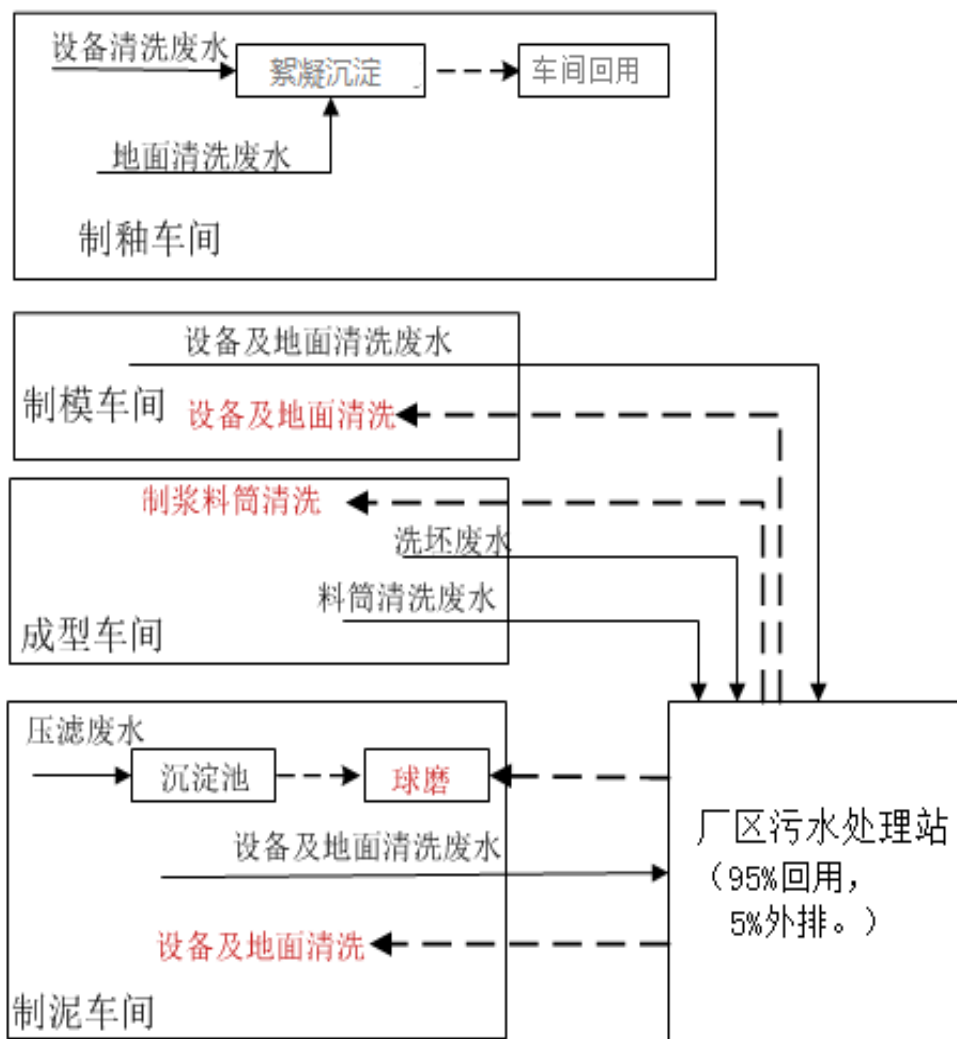 设备清洗废水
絮凝沉淀
车间回用
地面清洗废水
制釉车间
设备及地面清洗废水
制模车间
设备及地面清洗
制浆料筒清洗
洗坯废水
料筒清洗废水
成型车间
压滤废水
沉淀池
球磨
设备及地面清洗废水
设备及地面清洗
制泥车间
厂区污水处理站
（95%回用，
5%外排。）